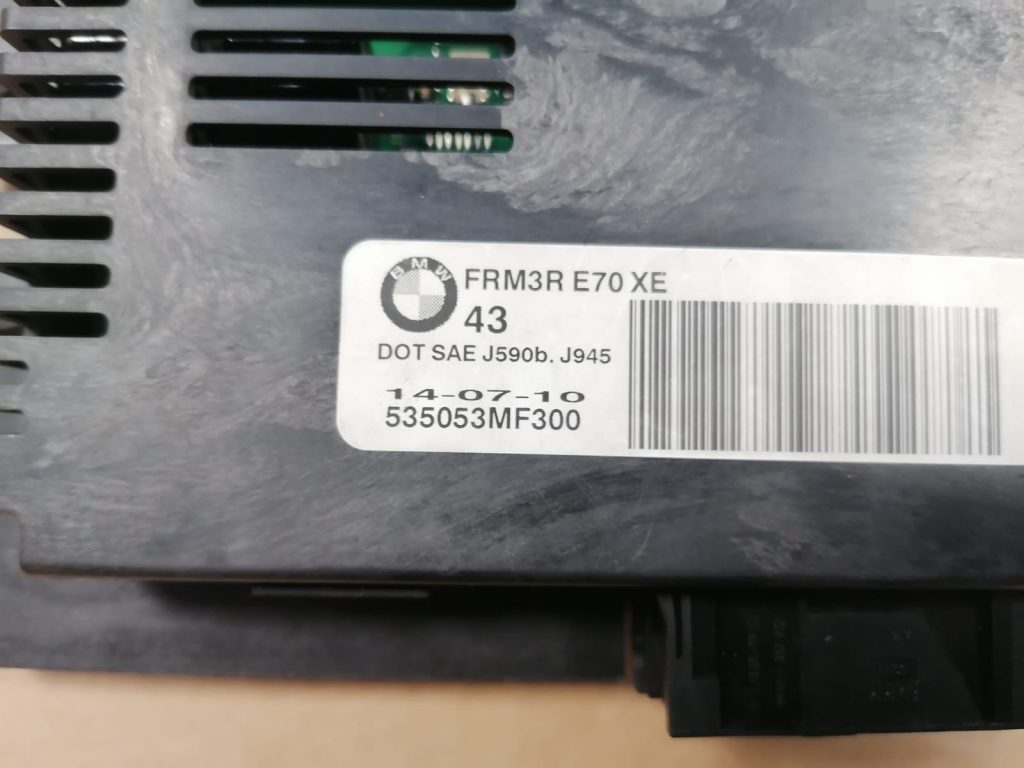 BMW
FRM3R E70 XE
43
DOT SAE J590b. J945
14-07-10
535053MF300